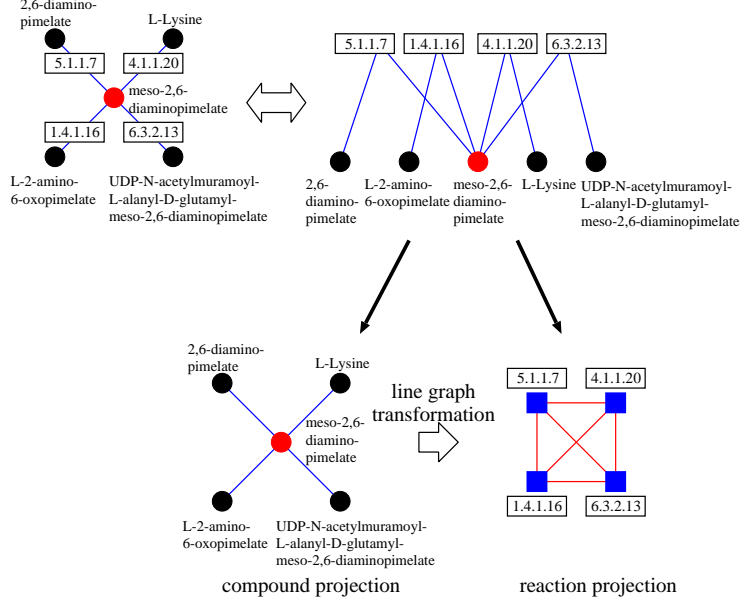 2,6-diamino-
pimelate
L-Lysine
5.1.1.7
4.1.1.20
meso-2,6-
diaminopimelate
1.4.1.16
6.3.2.13
L-2-amino-
6-oxopimelate
UDP-N-acetylmuramoyl-
L-alanyl-D-glutamyl-
meso-2,6-diaminopimelate
5.1.1.7
1.4.1.16
4.1.1.20
6.3.2.13
2,6-
diamino-
pimelate
L-2-amino-
6-oxopimelate
meso-2,6-
diamino-
pimelate
L-Lysine
UDP-N-acetylmuramoyl-
L-alanyl-D-glutamyl-
meso-2,6-diaminopimelate
2,6-diamino-
pimelate
L-Lysine
meso-2,6-
diamino-
pimelate
L-2-amino-
6-oxopimelate
UDP-N-acetylmuramoyl-
L-alanyl-D-glutamyl-
meso-2,6-diaminopimelate
compound projection
line graph
transformation
5.1.1.7
4.1.1.20
1.4.1.16
6.3.2.13
reaction projection